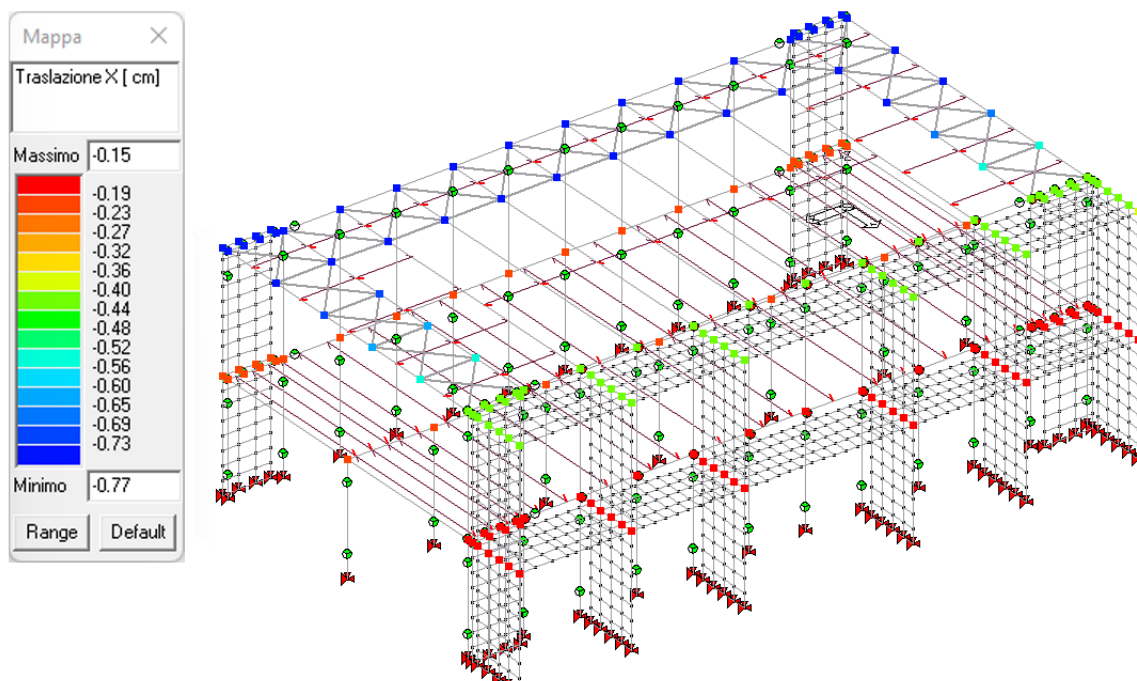 Mappa
Traslazione X [ cm]
Massimo -0.15
-0.19
-0.23
-0.27
-0.32
-0.36
-0.40
-0.44
-0.48
-0.52
-0.56
-0.60
-0.65
-0.69
-0.73
Minimo -0.77
Range Default